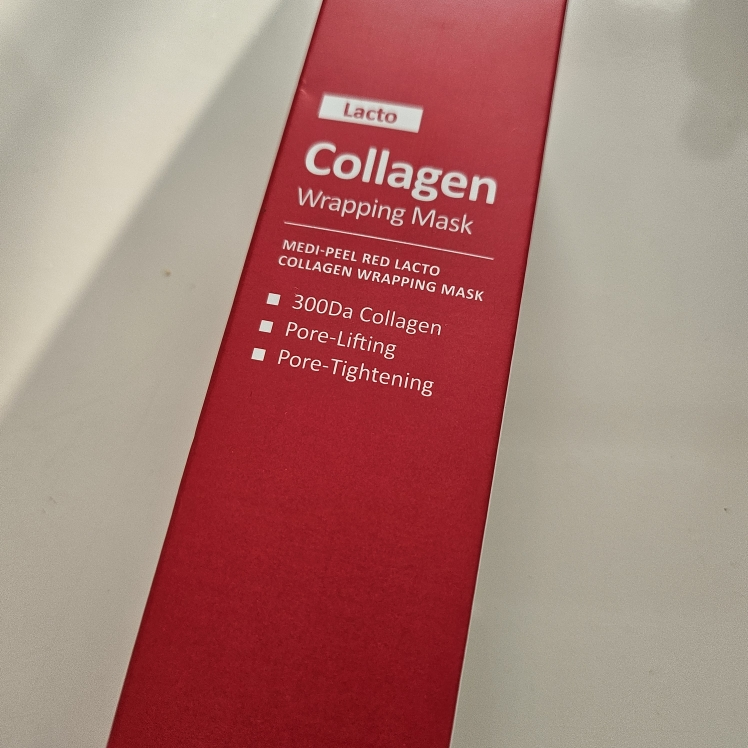 Lacto
Collagen
Wrapping Mask
MEDI-PEEL RED LACTO
COLLAGEN WRAPPING MASK
■ 300Da Collagen
■ Pore-Lifting
■ Pore-Tightening